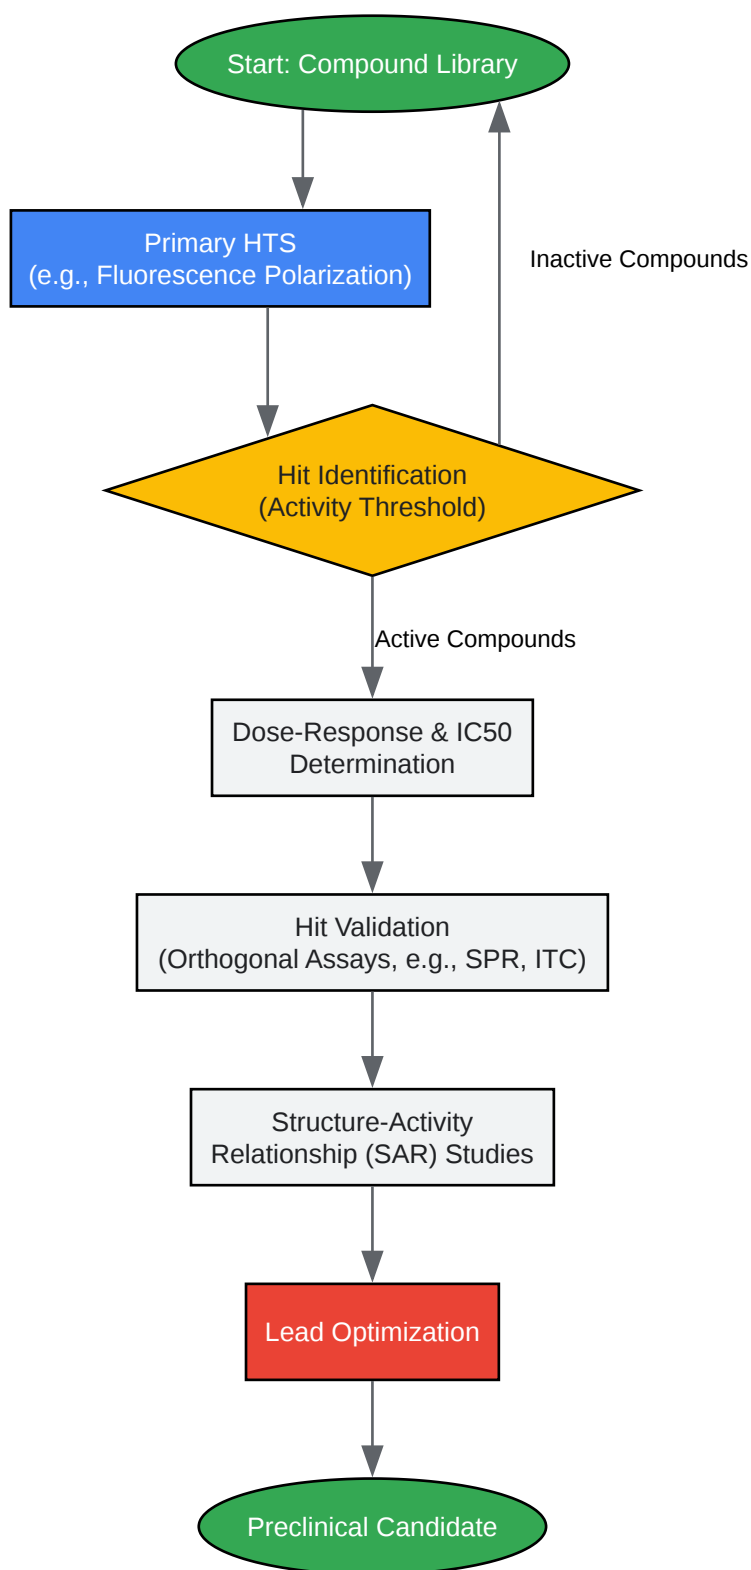 Start: Compound Library
Primary HTS
(e.g., Fluorescence Polarization)
Inactive Compounds
Hit Identification
(Activity Threshold)
Active Compounds
Dose-Response & IC50
Determination
Hit Validation
(Orthogonal Assays, e.g., SPR, ITC)
Structure-Activity
Relationship (SAR) Studies
Lead Optimization
Preclinical Candidate